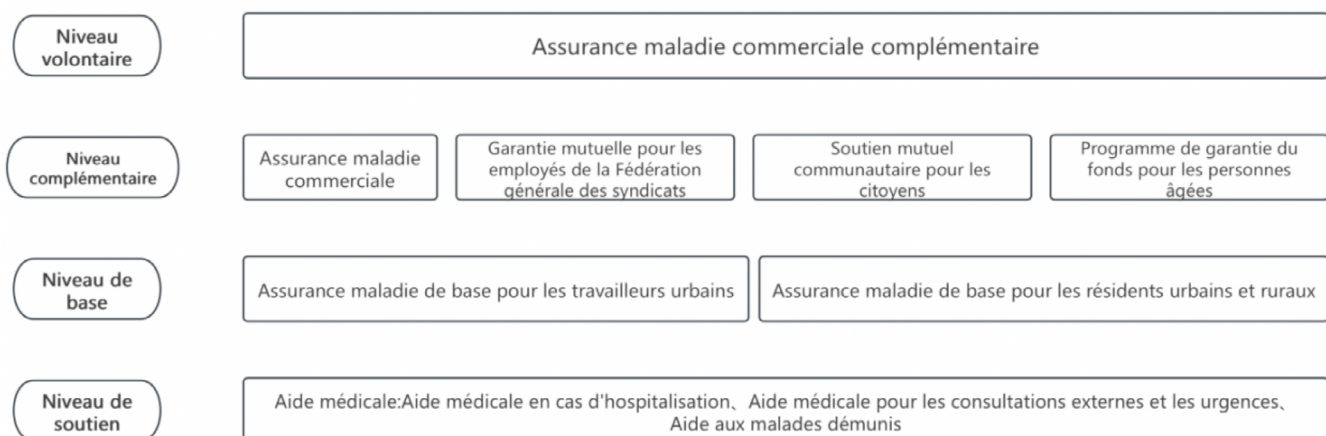 Niveau
volontaire
Assurance maladie commerciale complémentaire
Niveau
complémentaire
Assurance maladie
commerciale
Garantie mutuelle pour les
employés de la Fédération
générale des syndicats
Soutien mutuel
communautaire pour les
citoyens
Programme de garantie du
fonds pour les personnes
âgées
Niveau de
base
Assurance maladie de base pour les travailleurs urbains
Assurance maladie de base pour les résidents urbains et ruraux
Niveau de
soutien
Aide médicale:Aide médicale en cas d'hospitalisation、Aide médicale pour les consultations externes et les urgences、
Aide aux malades démunis